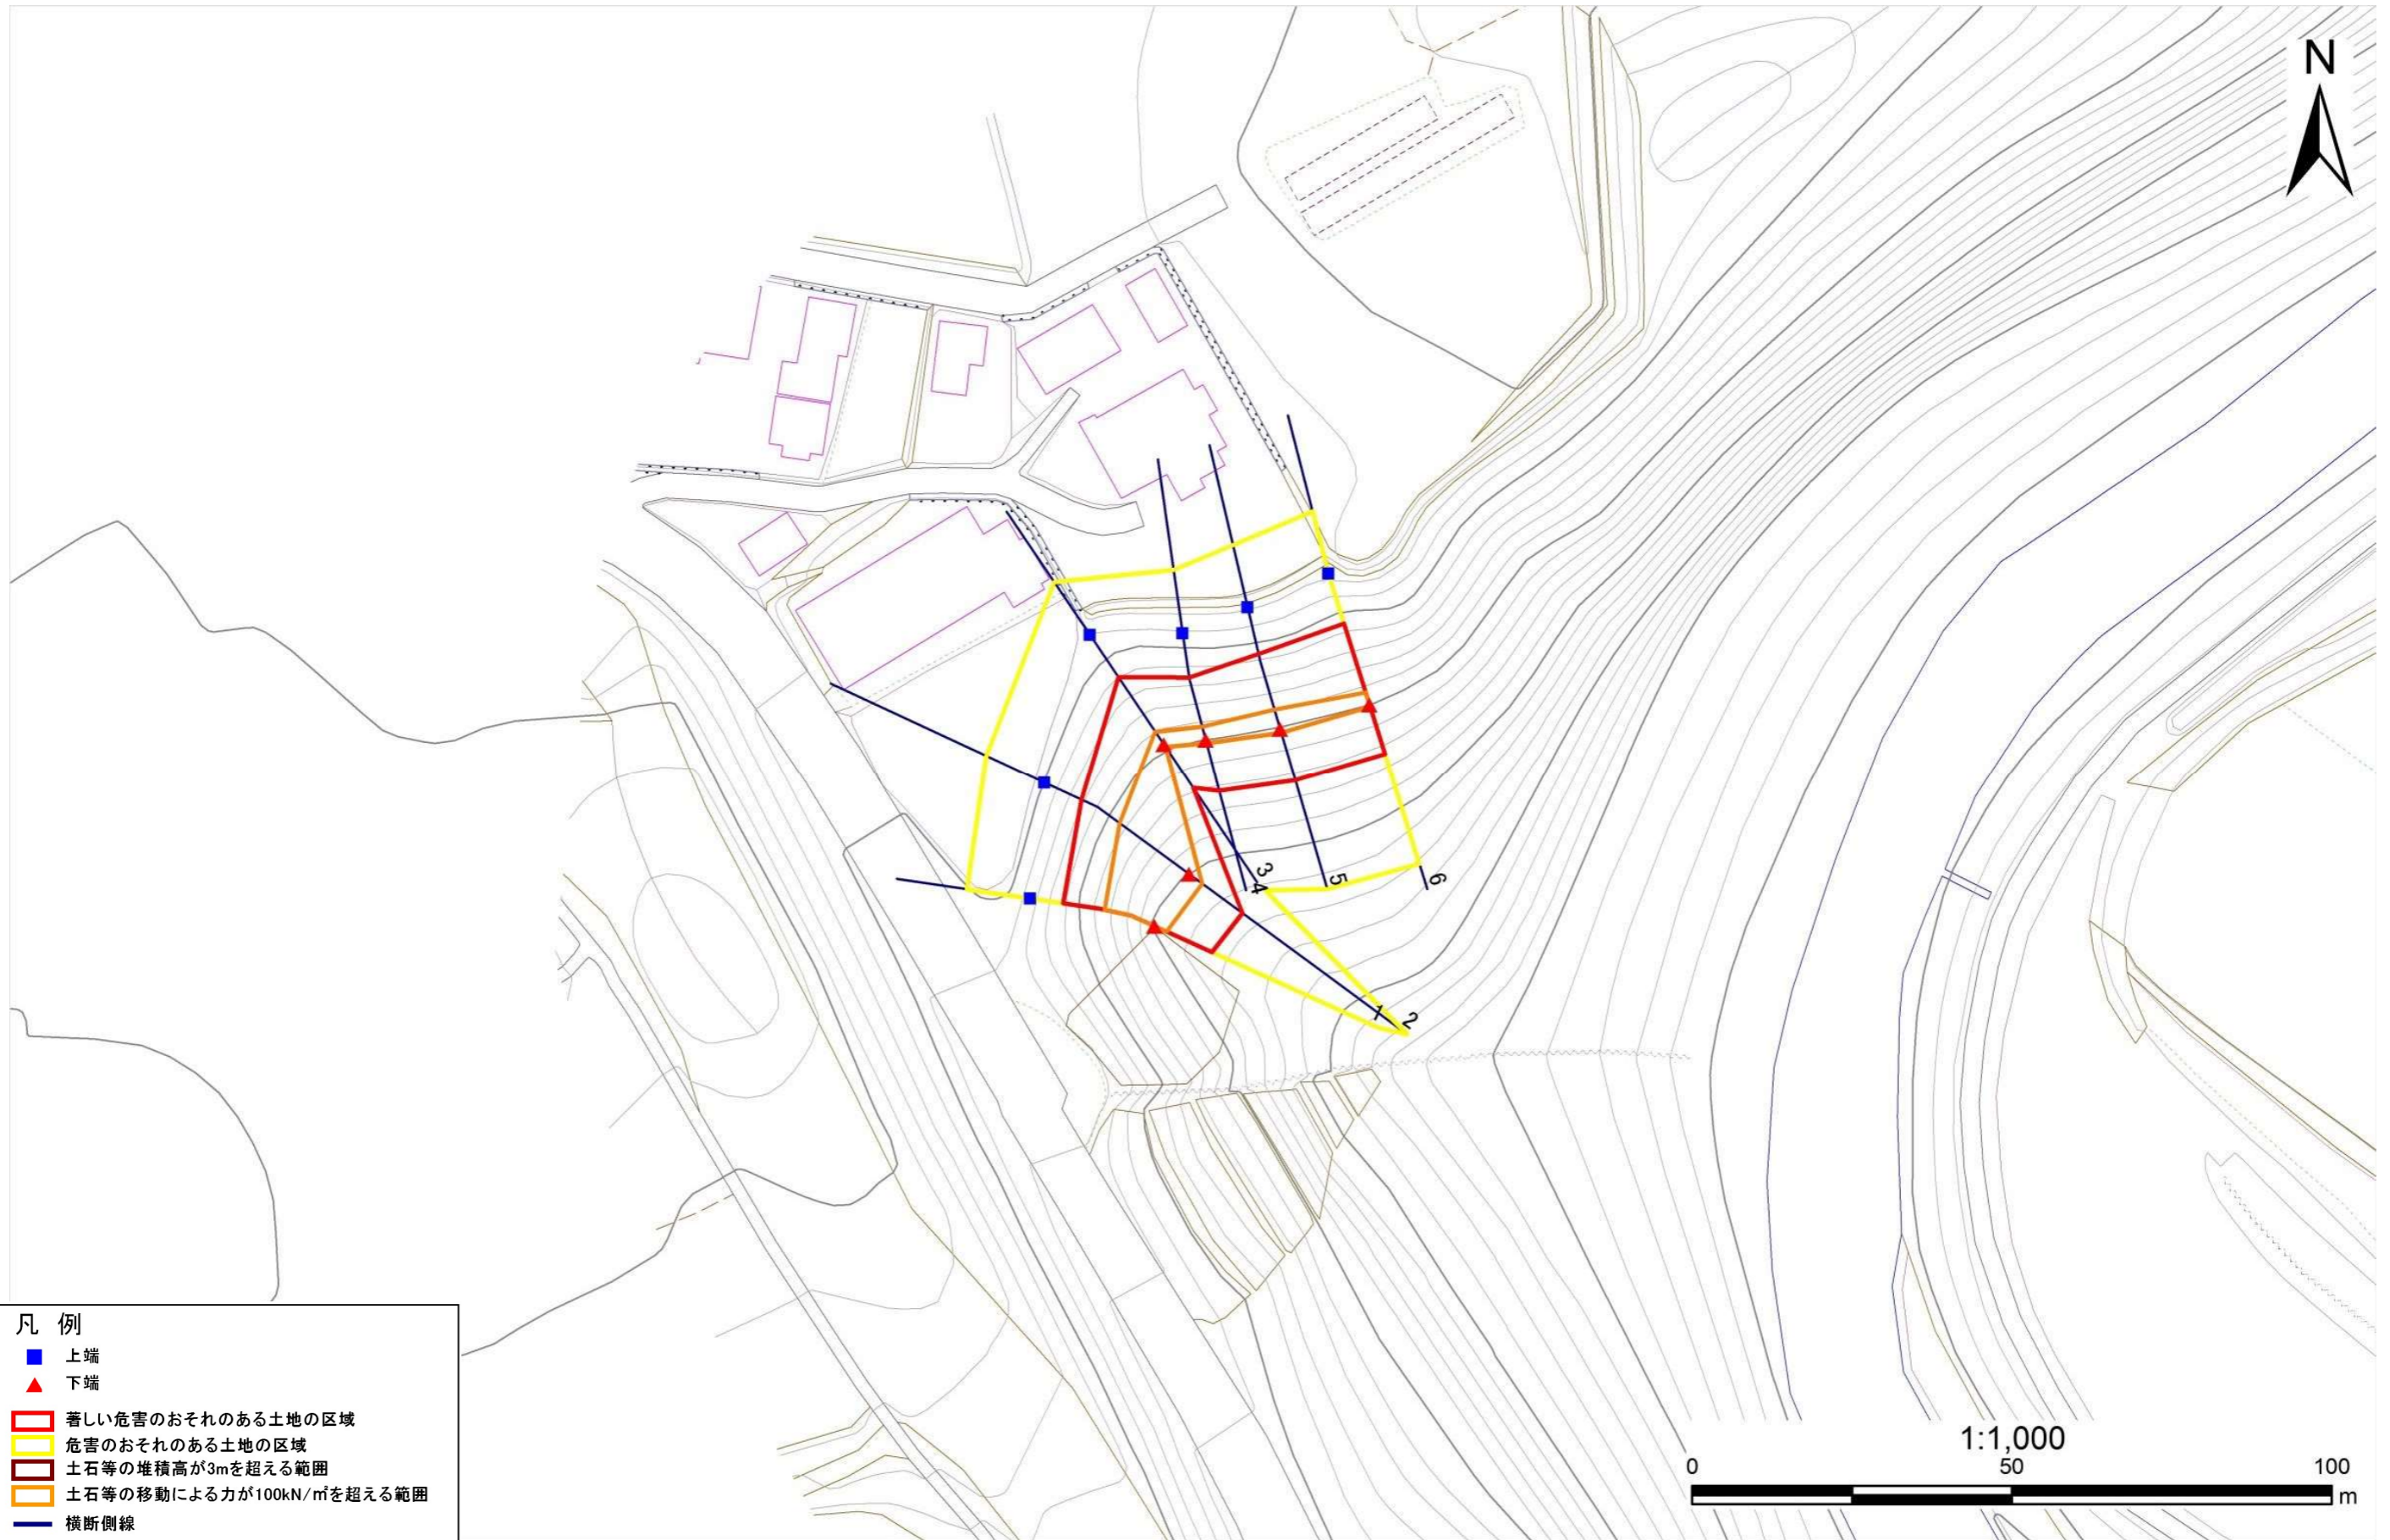 N
3
4
5
6
1
2
凡 例
上端
下端
著しい危害のおそれのある土地の区域
危害のおそれのある土地の区域
土石等の堆積高が3mを超える範囲
土石等の移動による力が100kN/㎡を超える範囲
横断側線
1:1,000
0 50 100
m